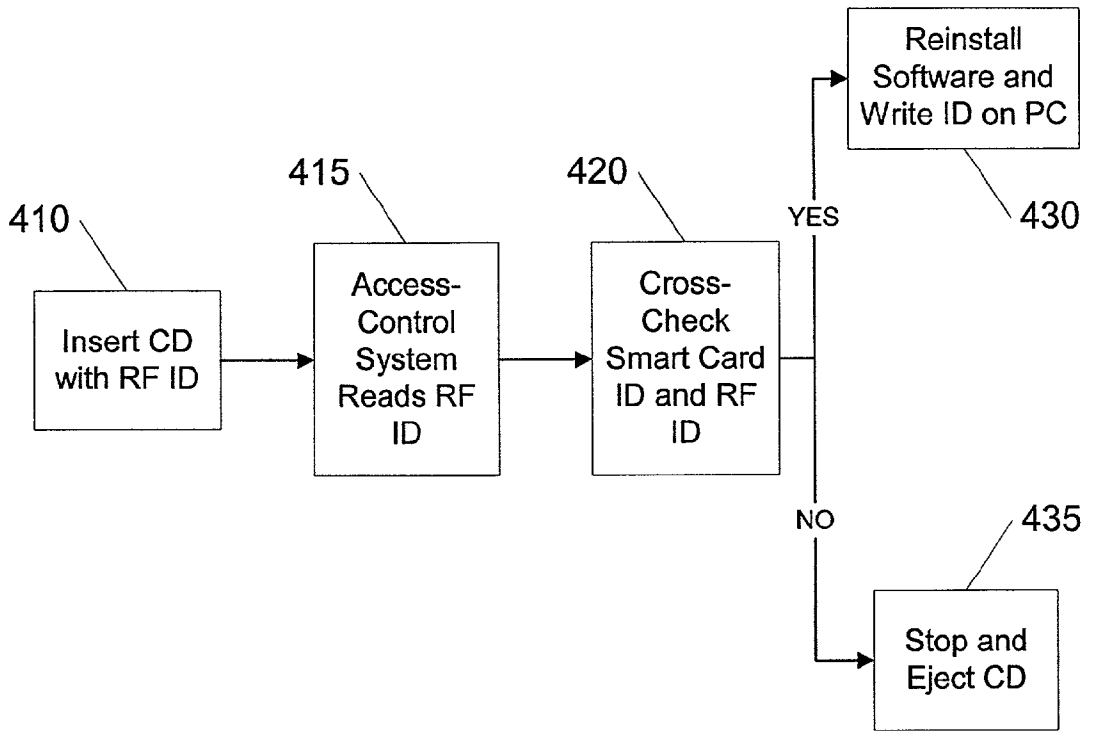 410
Insert CD
with RF ID
415
Access-
Control
System
Reads RF
ID
420
Cross-
Check
Smart Card
ID and RF
ID
YES
Reinstall
Software and
Write ID on PC
430
NO
435
Stop and
Eject CD